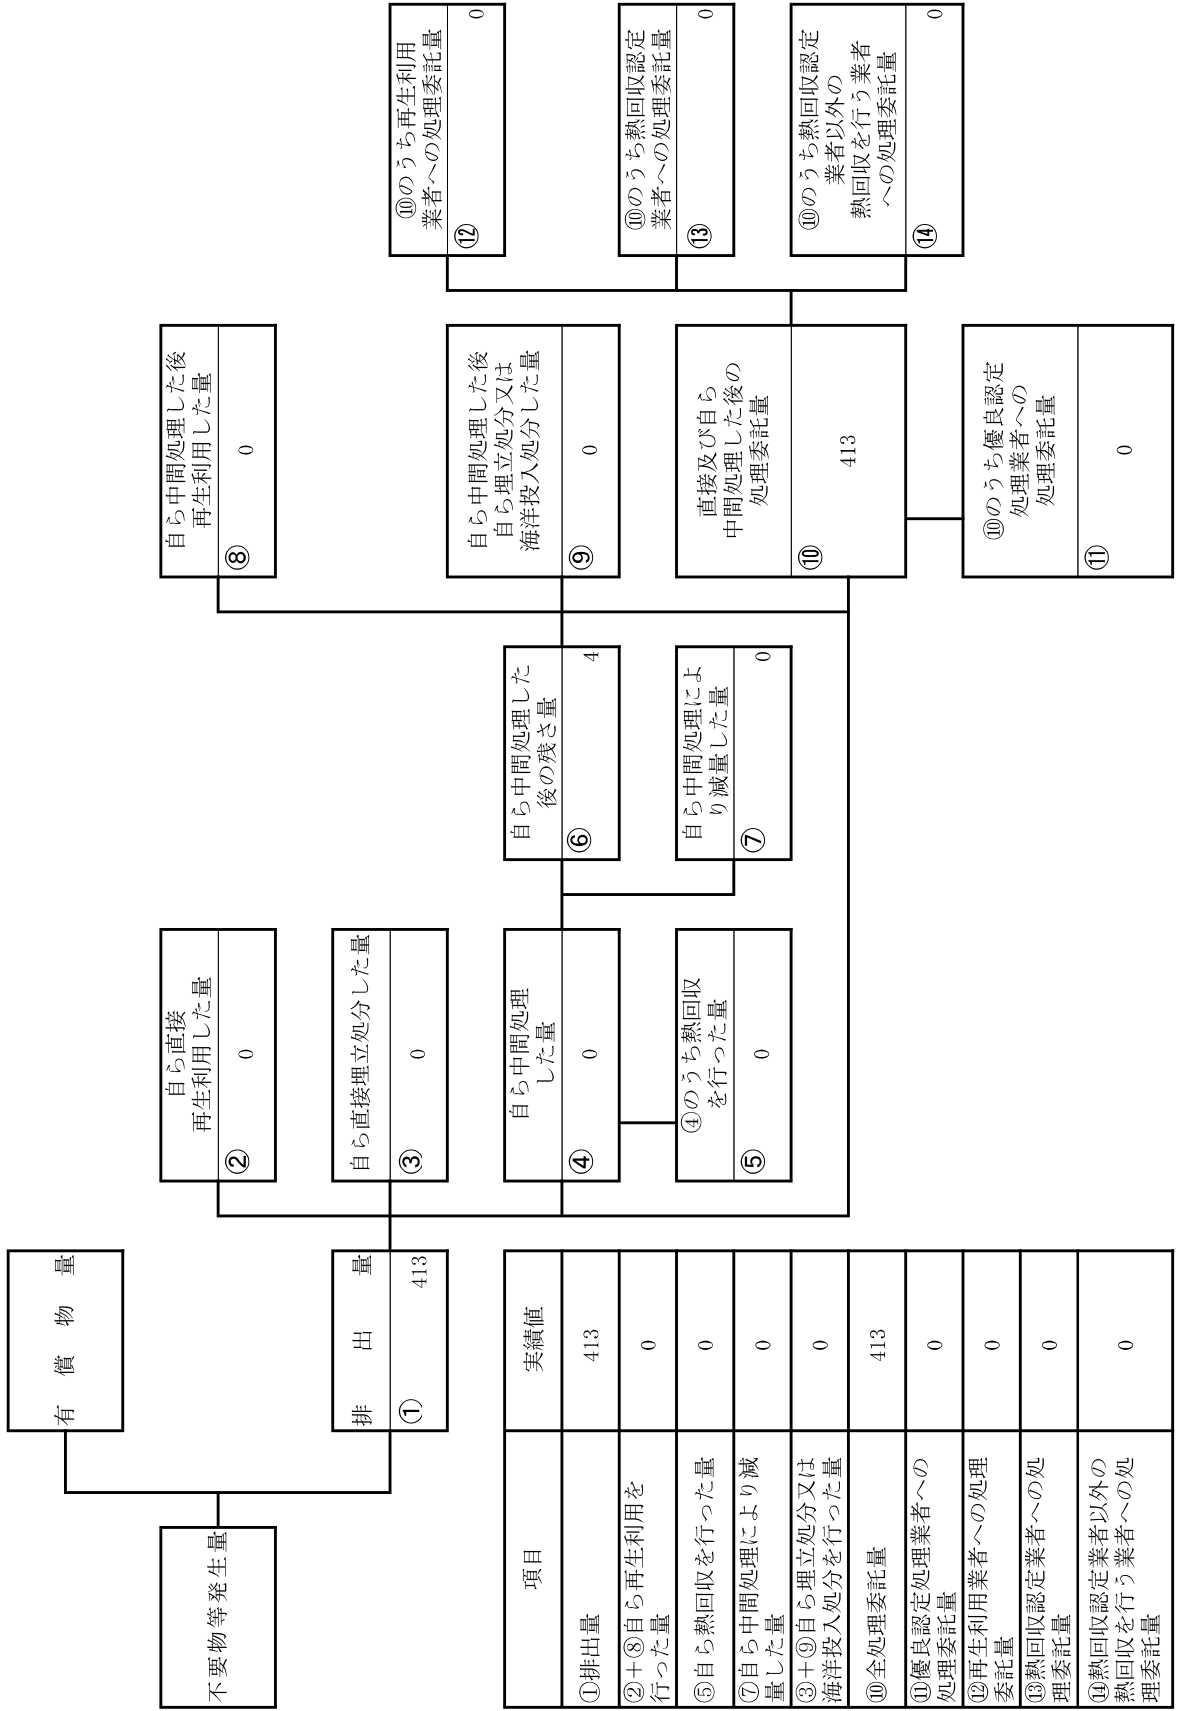 有償物量
不要物等発生量
排出量
① 413
自ら直接
再生利用した量
② 0
自ら直接埋立処分した量
③ 0
自ら中間処理
した量
④ 0
④のうち熱回収
を行った量
⑤ 0
自ら中間処理した
後の残さ量
⑥ 4
自ら中間処理によ
り減量した量
⑦ 0
自ら中間処理した後
再生利用した量
⑧ 0
自ら中間処理した後
自ら埋立処分又は
海洋投入処分した量
⑨ 0
直接及び自ら
中間処理した後の
処理委託量
⑩ 413
⑩のうち優良認定
処理業者への
処理委託量
⑪ 0
⑩のうち再生利用
業者への処理委託量
⑫ 0
⑩のうち熱回収認定
業者への処理委託量
⑬ 0
⑩のうち熱回収認定
業者以外の
熱回収を行う業者
への処理委託量
⑭ 0
項目 実績値
①排出量 413
②+⑧自ら再生利用を
行った量 0
⑤自ら熱回収を行った量 0
⑦自ら中間処理により減
量した量 0
③+⑨自ら埋立処分又は
海洋投入処分を行った量 0
⑩全処理委託量 413
⑪優良認定処理業者への
処理委託量 0
⑫再生利用業者への処理
委託量 0
⑬熱回収認定業者への処
理委託量 0
⑭熱回収認定業者以外の
熱回収を行う業者への処
理委託量 0